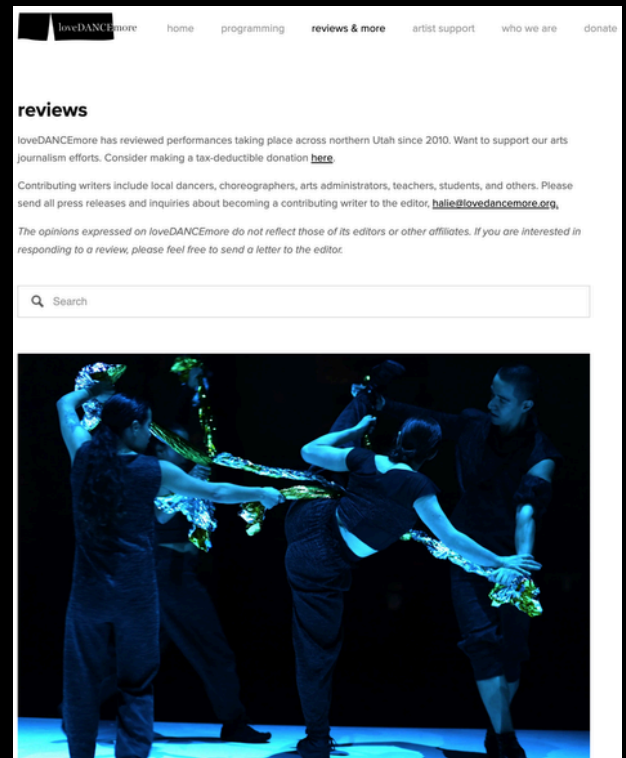 loveDANCEmore
home
programming
reviews & more
artist support
who we are
donate
reviews
loveDANCEmore has reviewed performances taking place across northern Utah since 2010. Want to support our arts
journalism efforts. Consider making a tax-deductible donation here.
Contributing writers include local dancers, choreographers, arts administrators, teachers, students, and others. Please
send all press releases and inquiries about becoming a contributing writer to the editor, halie@lovedancemore.org.
The opinions expressed on loveDANCEmore do not reflect those of its editors or other affiliates. If you are interested in
responding to a review, please feel free to send a letter to the editor.
Search